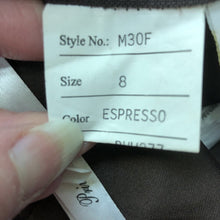 Style No.: M30F
Size 8
Color ESPRESSO